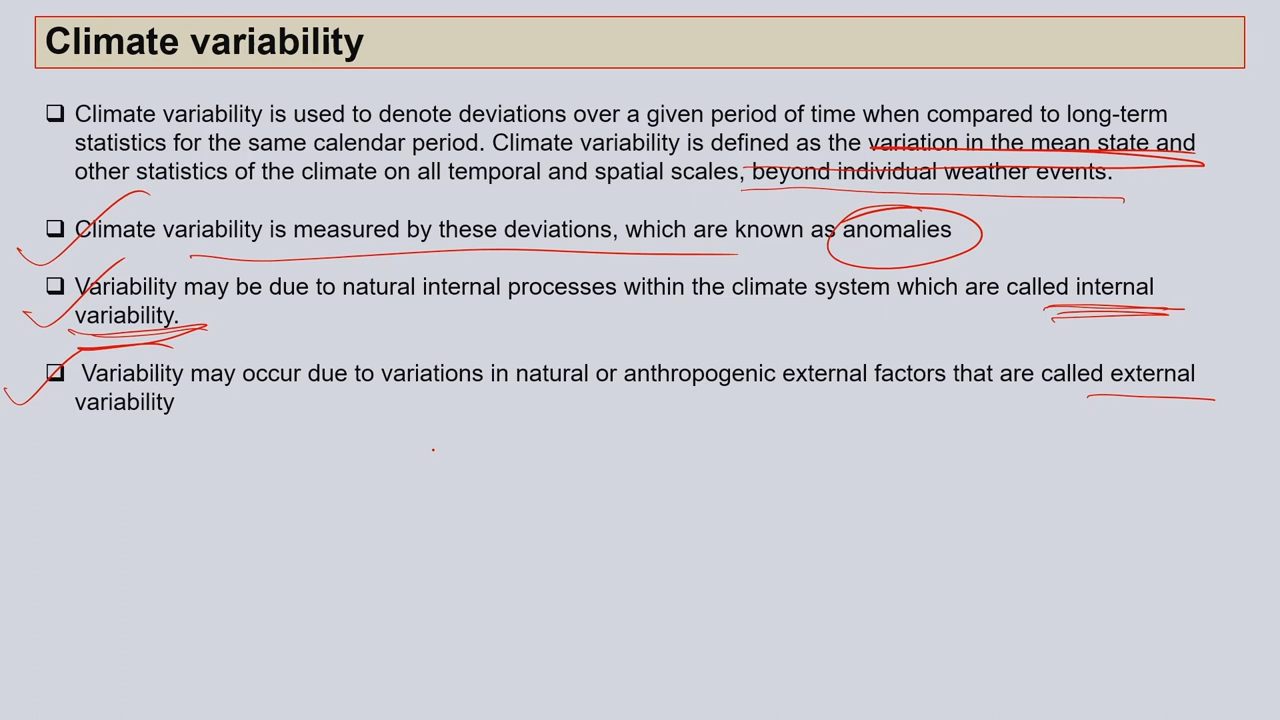 Climate variability
❑ Climate variability is used to denote deviations over a given period of time when compared to long-term
statistics for the same calendar period. Climate variability is defined as the variation in the mean state and
other statistics of the climate on all temporal and spatial scales, beyond individual weather events.
❑ Climate variability is measured by these deviations, which are known as anomalies
❑ Variability may be due to natural internal processes within the climate system which are called internal
variability.
❑ Variability may occur due to variations in natural or anthropogenic external factors that are called external
variability